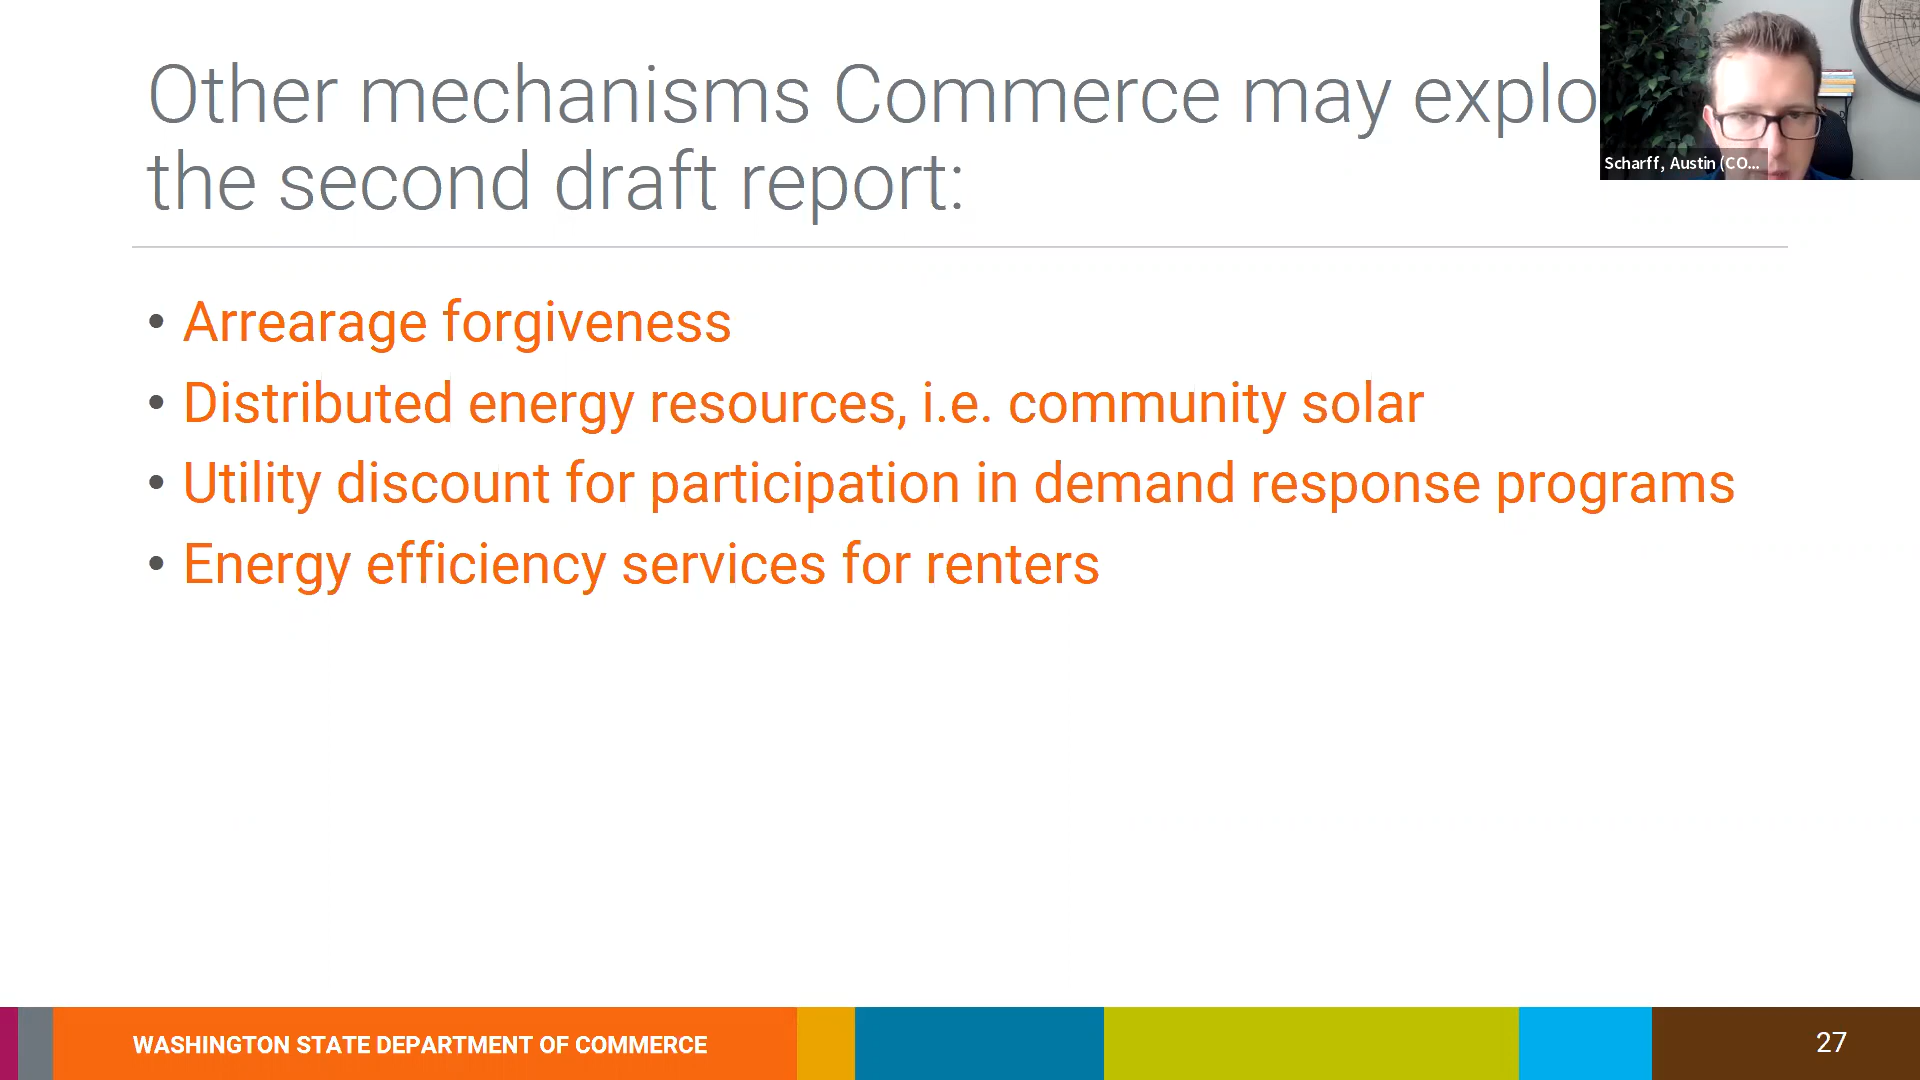 Other mechanisms Commerce may explo
the second draft report:
Scharff, Austin (CO...
• Arrearage forgiveness
• Distributed energy resources, i.e. community solar
• Utility discount for participation in demand response programs
• Energy efficiency services for renters
WASHINGTON STATE DEPARTMENT OF COMMERCE
27